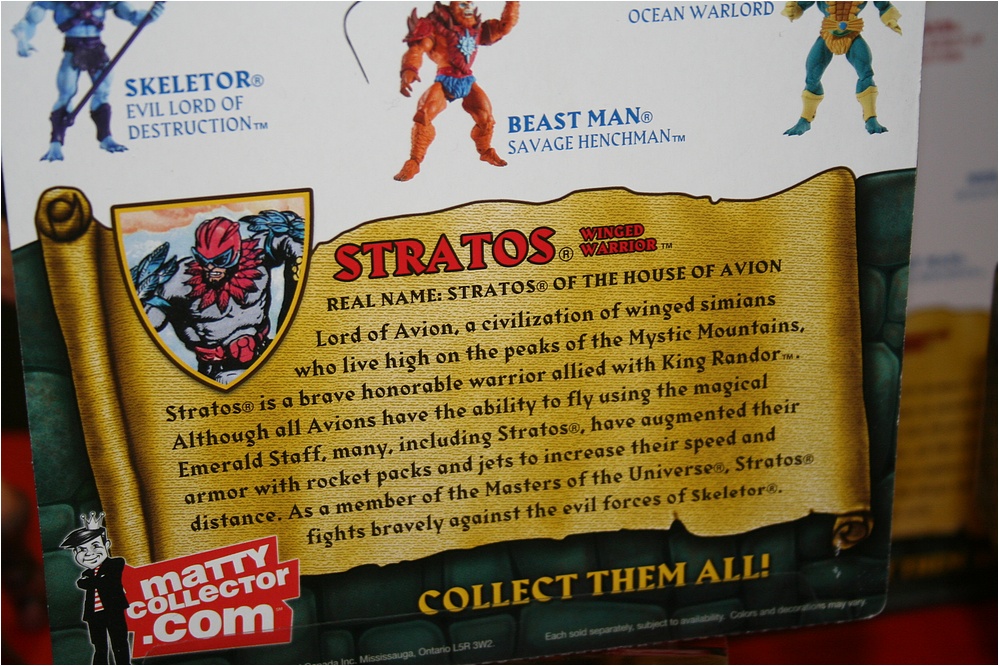 OCEAN WARLORD
SKELETOR®
EVIL LORD OF
DESTRUCTION™
BEAST MAN®
SAVAGE HENCHMAN™
STRATOS® WINGED WARRIOR™
REAL NAME: STRATOS® OF THE HOUSE OF AVION
Lord of Avion, a civilization of winged simians
who live high on the peaks of the Mystic Mountains,
Stratos® is a brave honorable warrior allied with King Randor™.
Although all Avions have the ability to fly using the magical
Emerald Staff, many, including Stratos®, have augmented their
armor with rocket packs and jets to increase their speed and
distance. As a member of the Masters of the Universe®, Stratos®
fights bravely against the evil forces of Skeletor®.
maTTY
COLLECTOR
.com
COLLECT THEM ALL!
Each sold separately, subject to availability. Colors and decorations may vary.
Canada Inc. Mississauga, Ontario L5R 3W2.